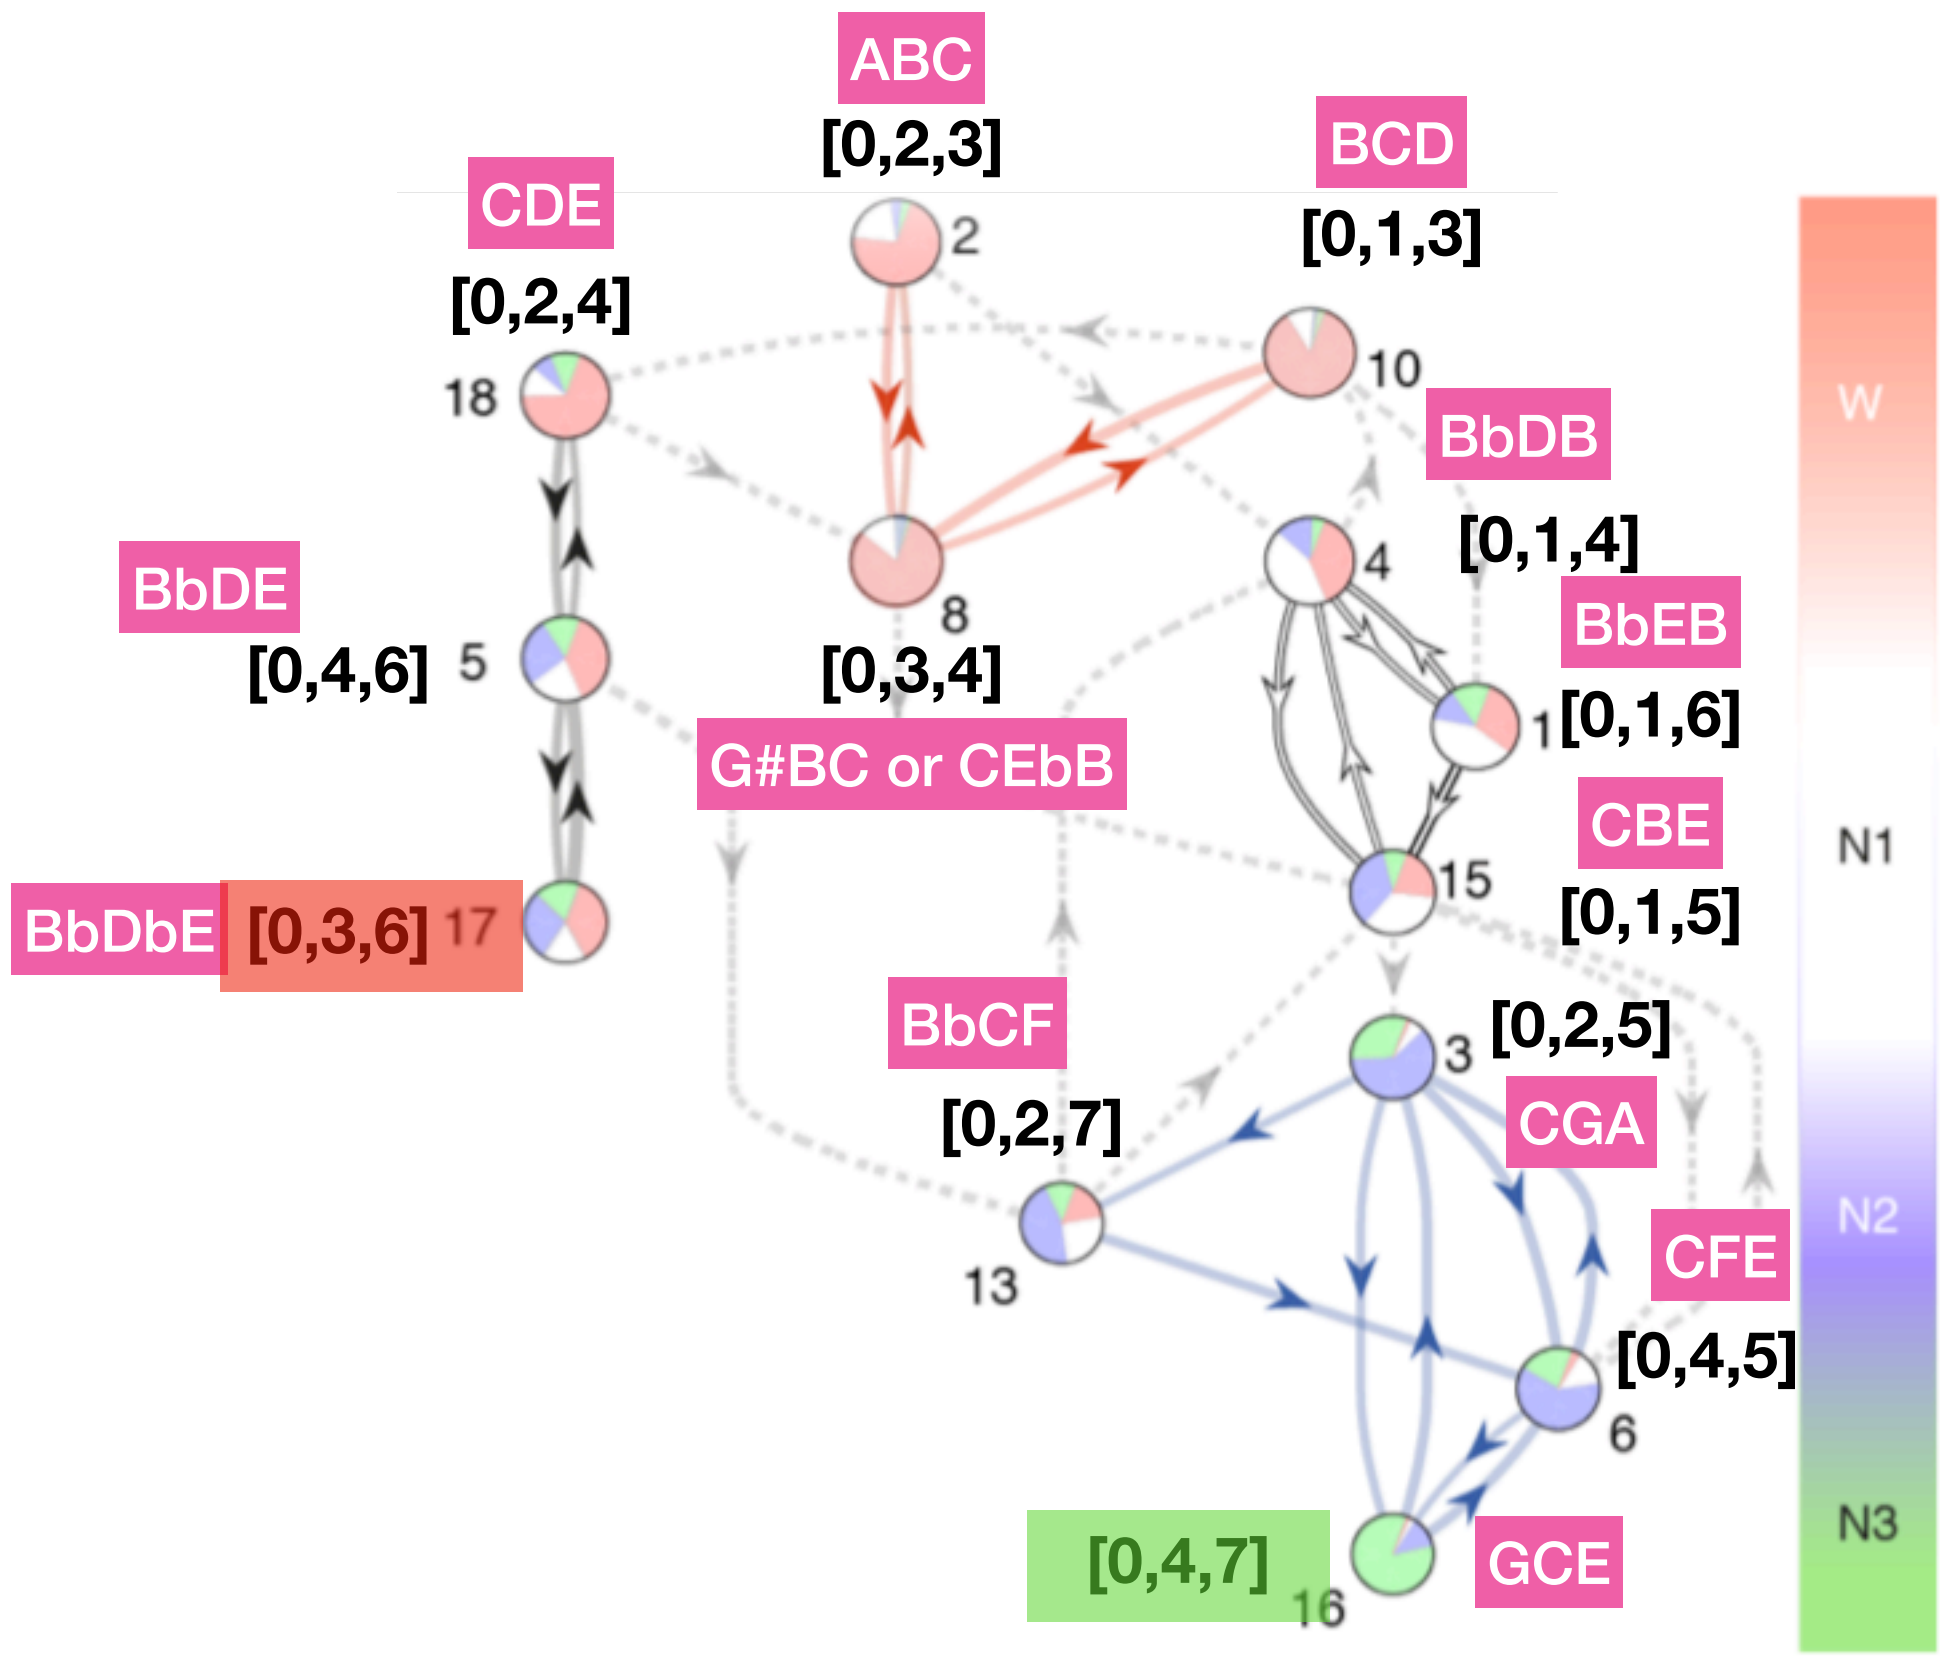 ABC
[0,2,3]
BCD
[0,1,3]
CDE
[0,2,4]
2
10
18
W
BbDB
[0,1,4]
4
BbDE
[0,4,6]
5
8
[0,3,4]
BbEB
[0,1,6]
1
G#BC or CEbB
CBE
[0,1,5]
15
N1
BbDbE
[0,3,6]
17
BbCF
[0,2,7]
13
3
[0,2,5]
CGA
N2
CFE
[0,4,5]
6
[0,4,7]
16
GCE
N3